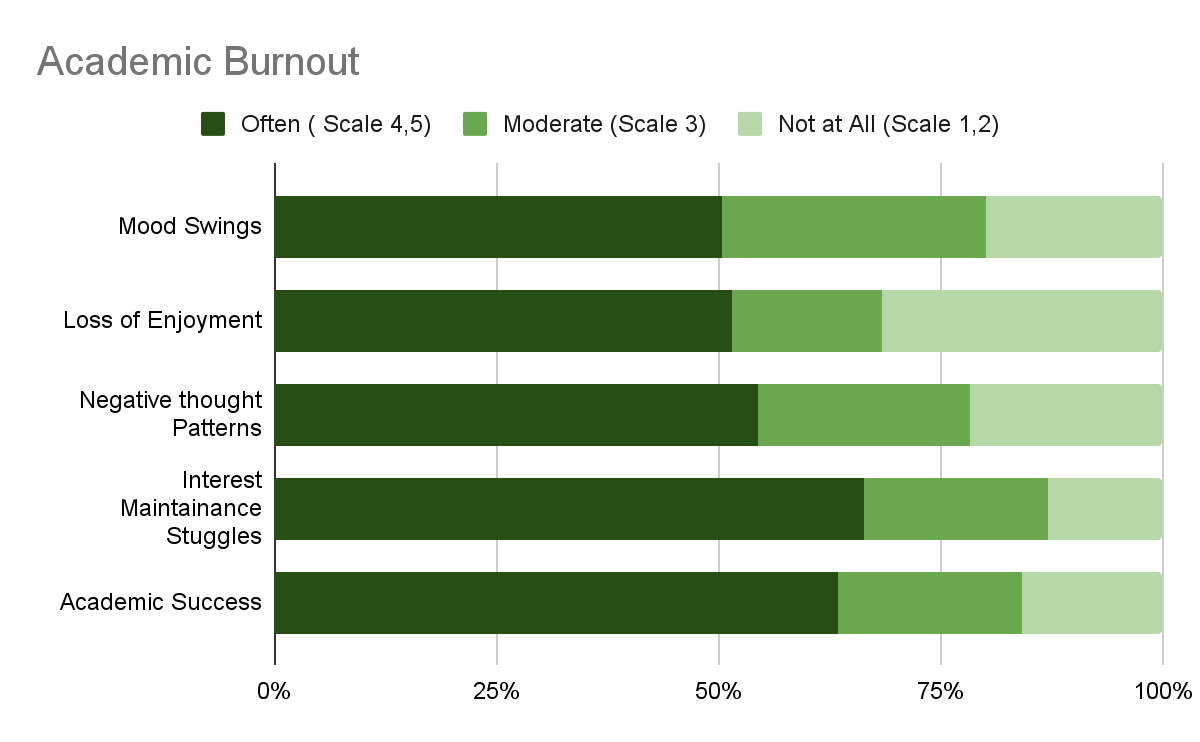 Academic Burnout
Often ( Scale 4,5)
Moderate (Scale 3)
Not at All (Scale 1,2)
Mood Swings
Loss of Enjoyment
Negative thought
Patterns
Interest
Maintainance
Stuggles
Academic Success
0%
25%
50%
75%
100%